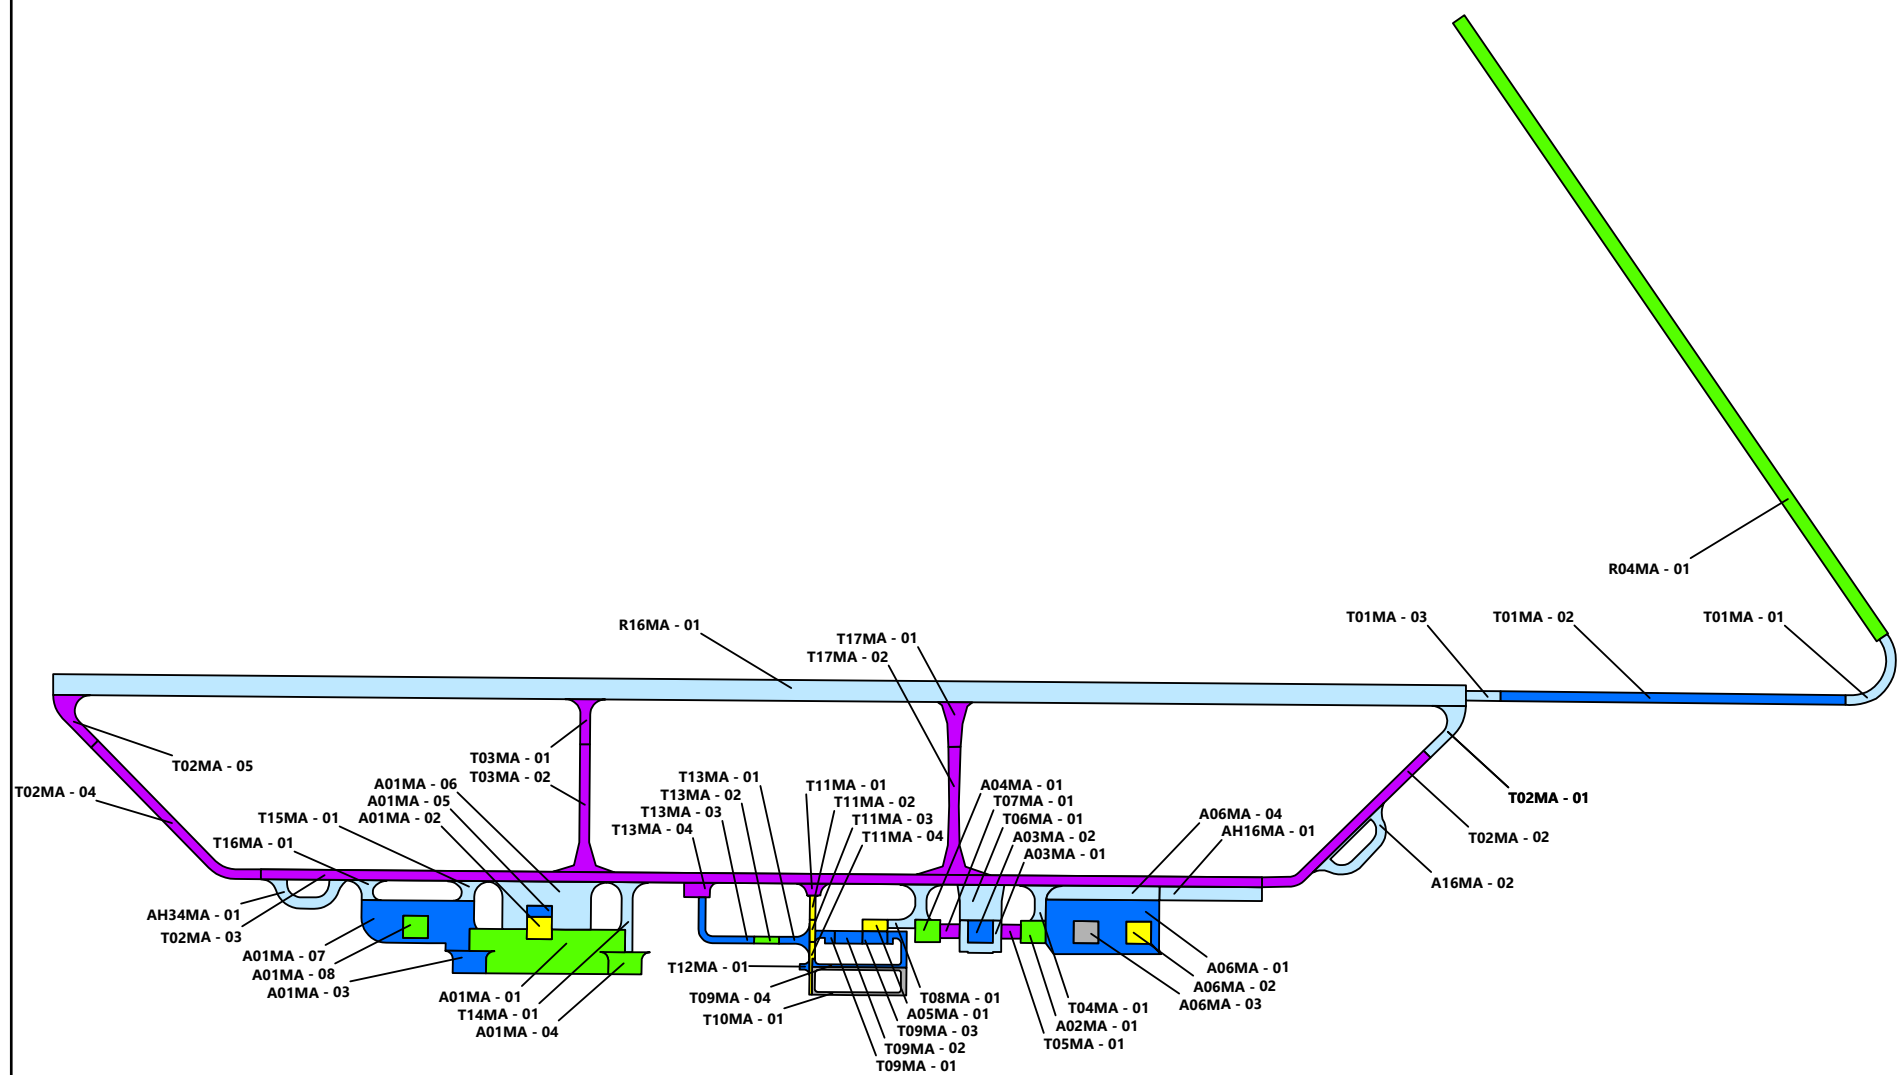 R04MA - 01
T01MA - 03
T01MA - 02
T01MA - 01
R16MA - 01
T17MA - 01
T17MA - 02
T02MA - 05
T03MA - 01
T03MA - 02
T02MA - 04
A01MA - 06
A01MA - 05
A01MA - 02
T15MA - 01
T16MA - 01
T13MA - 01
T13MA - 02
T13MA - 03
T13MA - 04
T11MA - 01
T11MA - 02
T11MA - 03
T11MA - 04
A04MA - 01
T07MA - 01
T06MA - 01
A03MA - 02
A03MA - 01
A06MA - 04
AH16MA - 01
T02MA - 01
T02MA - 02
A16MA - 02
AH34MA - 01
T02MA - 03
A01MA - 07
A01MA - 08
A01MA - 03
A01MA - 01
T14MA - 01
A01MA - 04
T12MA - 01
T09MA - 04
T10MA - 01
T08MA - 01
A05MA - 01
T09MA - 03
T09MA - 02
T09MA - 01
T04MA - 01
A02MA - 01
T05MA - 01
A06MA - 01
A06MA - 02
A06MA - 03